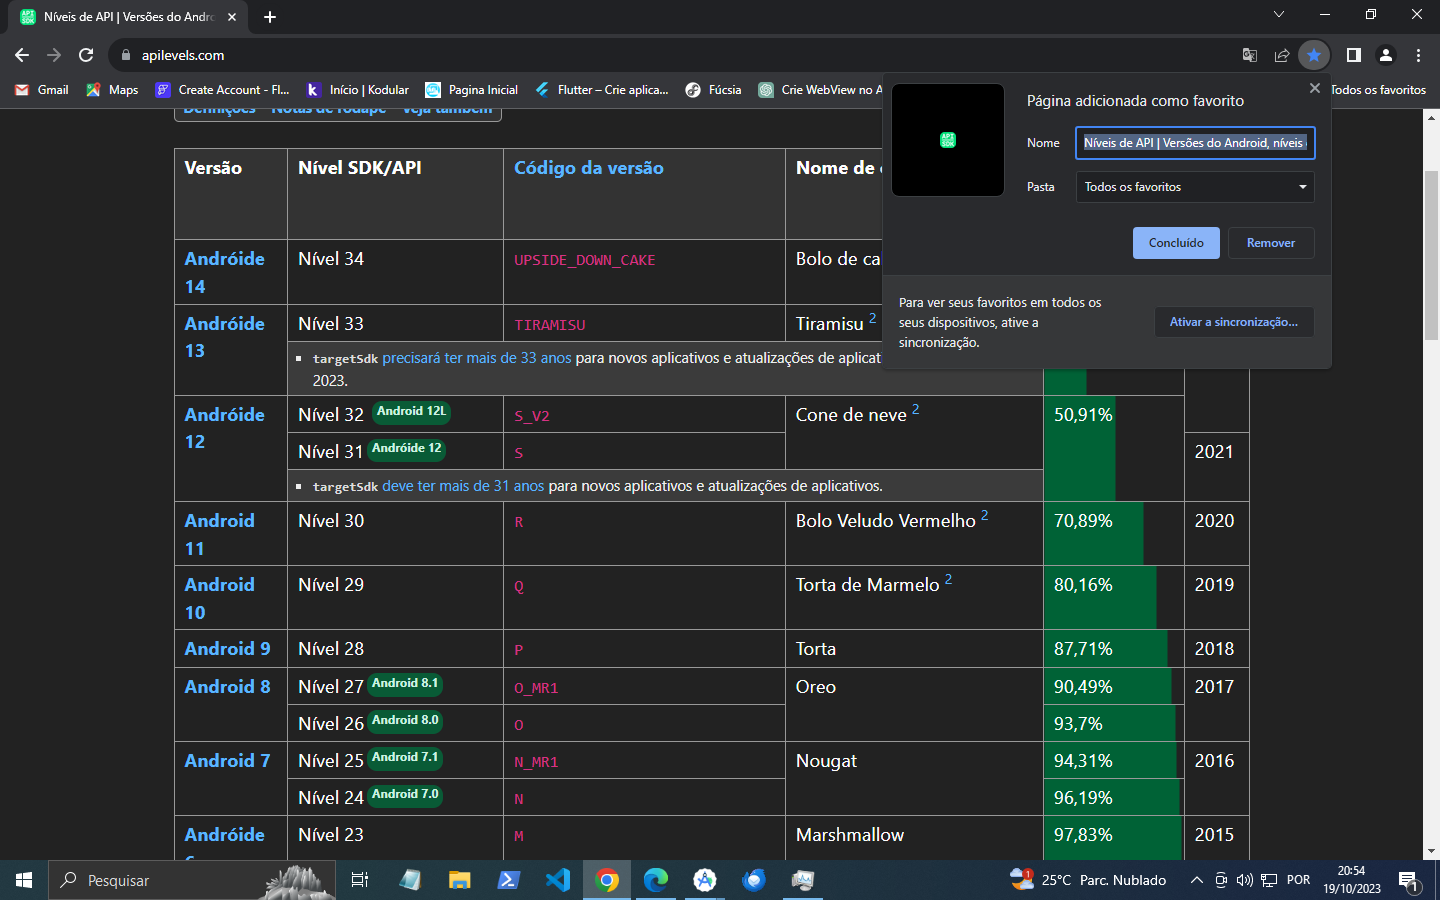 Níveis de API | Versões do Andro
apilevels.com
Gmail
Maps
Create Account - Fl...
Início | Kodular
Pagina Inicial
Flutter – Crie aplica...
Fúcsia
Crie WebView no A
Todos os favoritos
Definições Notas de rodapé Veja também
Página adicionada como favorito
Nome
Níveis de API | Versões do Android, níveis
Pasta
Todos os favoritos
Concluído
Remover
Para ver seus favoritos em todos os
seus dispositivos, ative a
sincronização.
Ativar a sincronização...
Versão
Nível SDK/API
Código da versão
Nome de
Andróide
14
Nível 34
UPSIDE_DOWN_CAKE
Bolo de ca
Andróide
13
Nível 33
TIRAMISU
Tiramisu 2
targetSdk precisará ter mais de 33 anos para novos aplicativos e atualizações de aplicat
2023.
Andróide
12
Nível 32 Android 12L
S_V2
Cone de neve 2
50,91%
Nível 31 Andróide 12
S
2021
targetSdk deve ter mais de 31 anos para novos aplicativos e atualizações de aplicativos.
Android
11
Nível 30
R
Bolo Veludo Vermelho 2
70,89%
2020
Android
10
Nível 29
Q
Torta de Marmelo 2
80,16%
2019
Android 9
Nível 28
P
Torta
87,71%
2018
Android 8
Nível 27 Android 8.1
O_MR1
Oreo
90,49%
2017
Nível 26 Android 8.0
O
93,7%
Android 7
Nível 25 Android 7.1
N_MR1
Nougat
94,31%
2016
Nível 24 Android 7.0
N
96,19%
Andróide
6
Nível 23
M
Marshmallow
97,83%
2015
Pesquisar
1
25°C Parc. Nublado
POR
20:54
19/10/2023
1